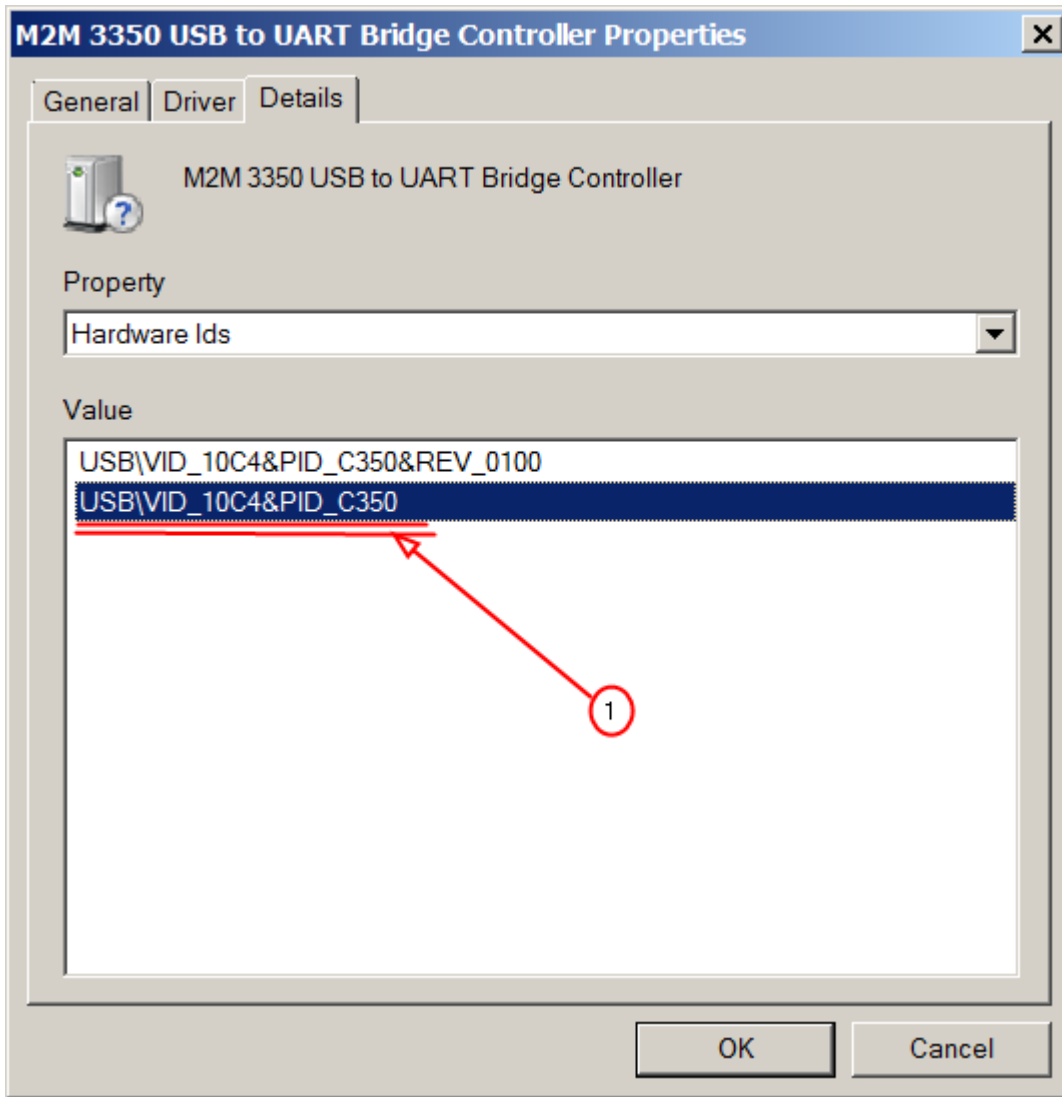 M2M 3350 USB to UART Bridge Controller Properties
General Driver Details
M2M 3350 USB to UART Bridge Controller
Property
Hardware Ids
Value
USB\VID_10C4&PID_C350&REV_0100
USB\VID_10C4&PID_C350
1
OK Cancel